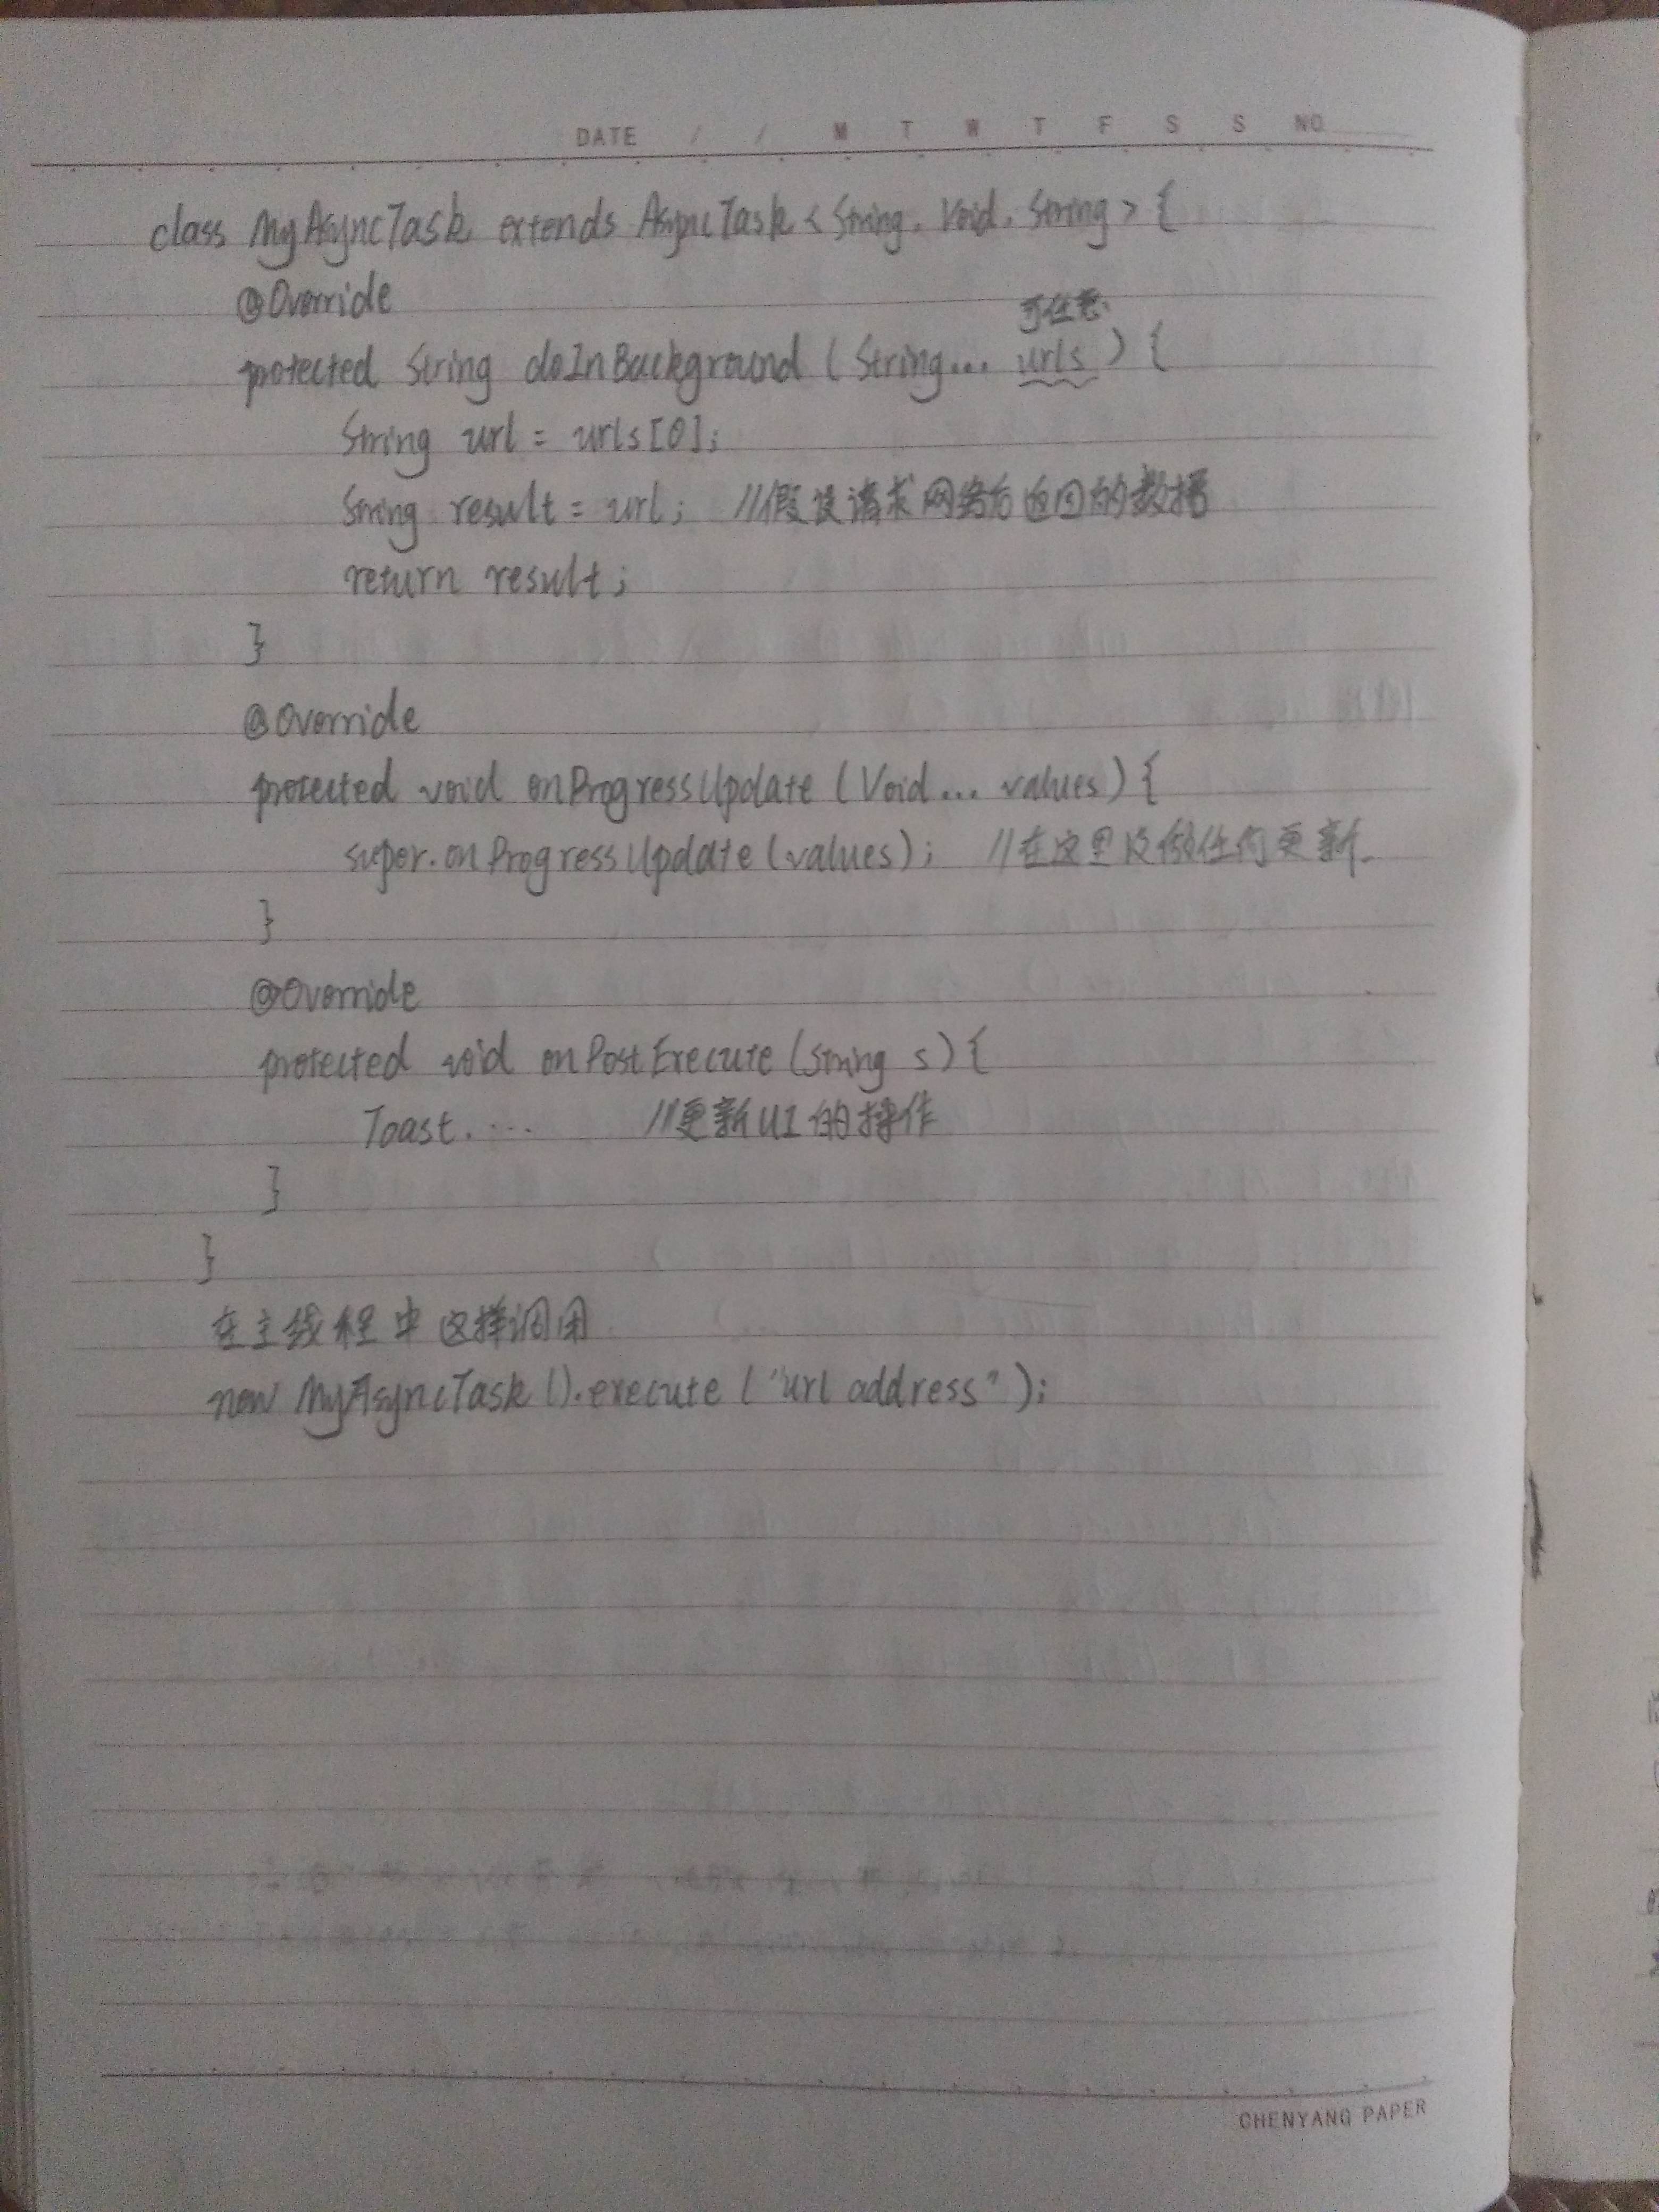 DATE / / M T W T F S S NO
class MyAsyncTask extends AsyncTask < String, Void, String > {
@Override
可任意
protected String doInBackground ( String... urls ) {
String url = urls[0];
String result = url; //假设请求网络后返回的数据
return result;
}
@Override
protected void onProgressUpdate ( Void... values ) {
super.onProgressUpdate (values); //在这里没做任何更新.
}
@Override
protected void onPostExecute (String s) {
Toast. ... //更新UI的操作
}
}
在主线程中这样调用
new MyAsyncTask ().execute ( "url address" );
CHENYANG PAPER